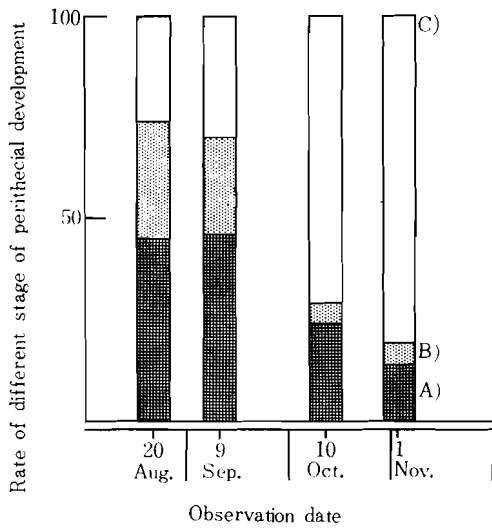 Rate of different stage of perithecial development
100
50
C)
B)
A)
20 9 10 1
Aug. Sep. Oct. Nov.
Observation date